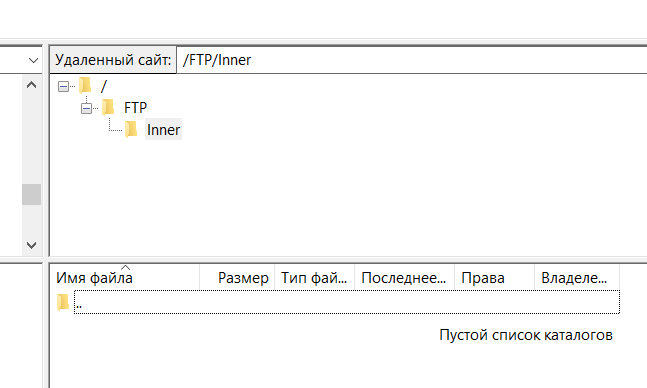 Удаленный сайт: /FTP/Inner
/
FTP
Inner
Имя файла Размер Тип фай... Последнее... Права Владеле...
..
Пустой список каталогов